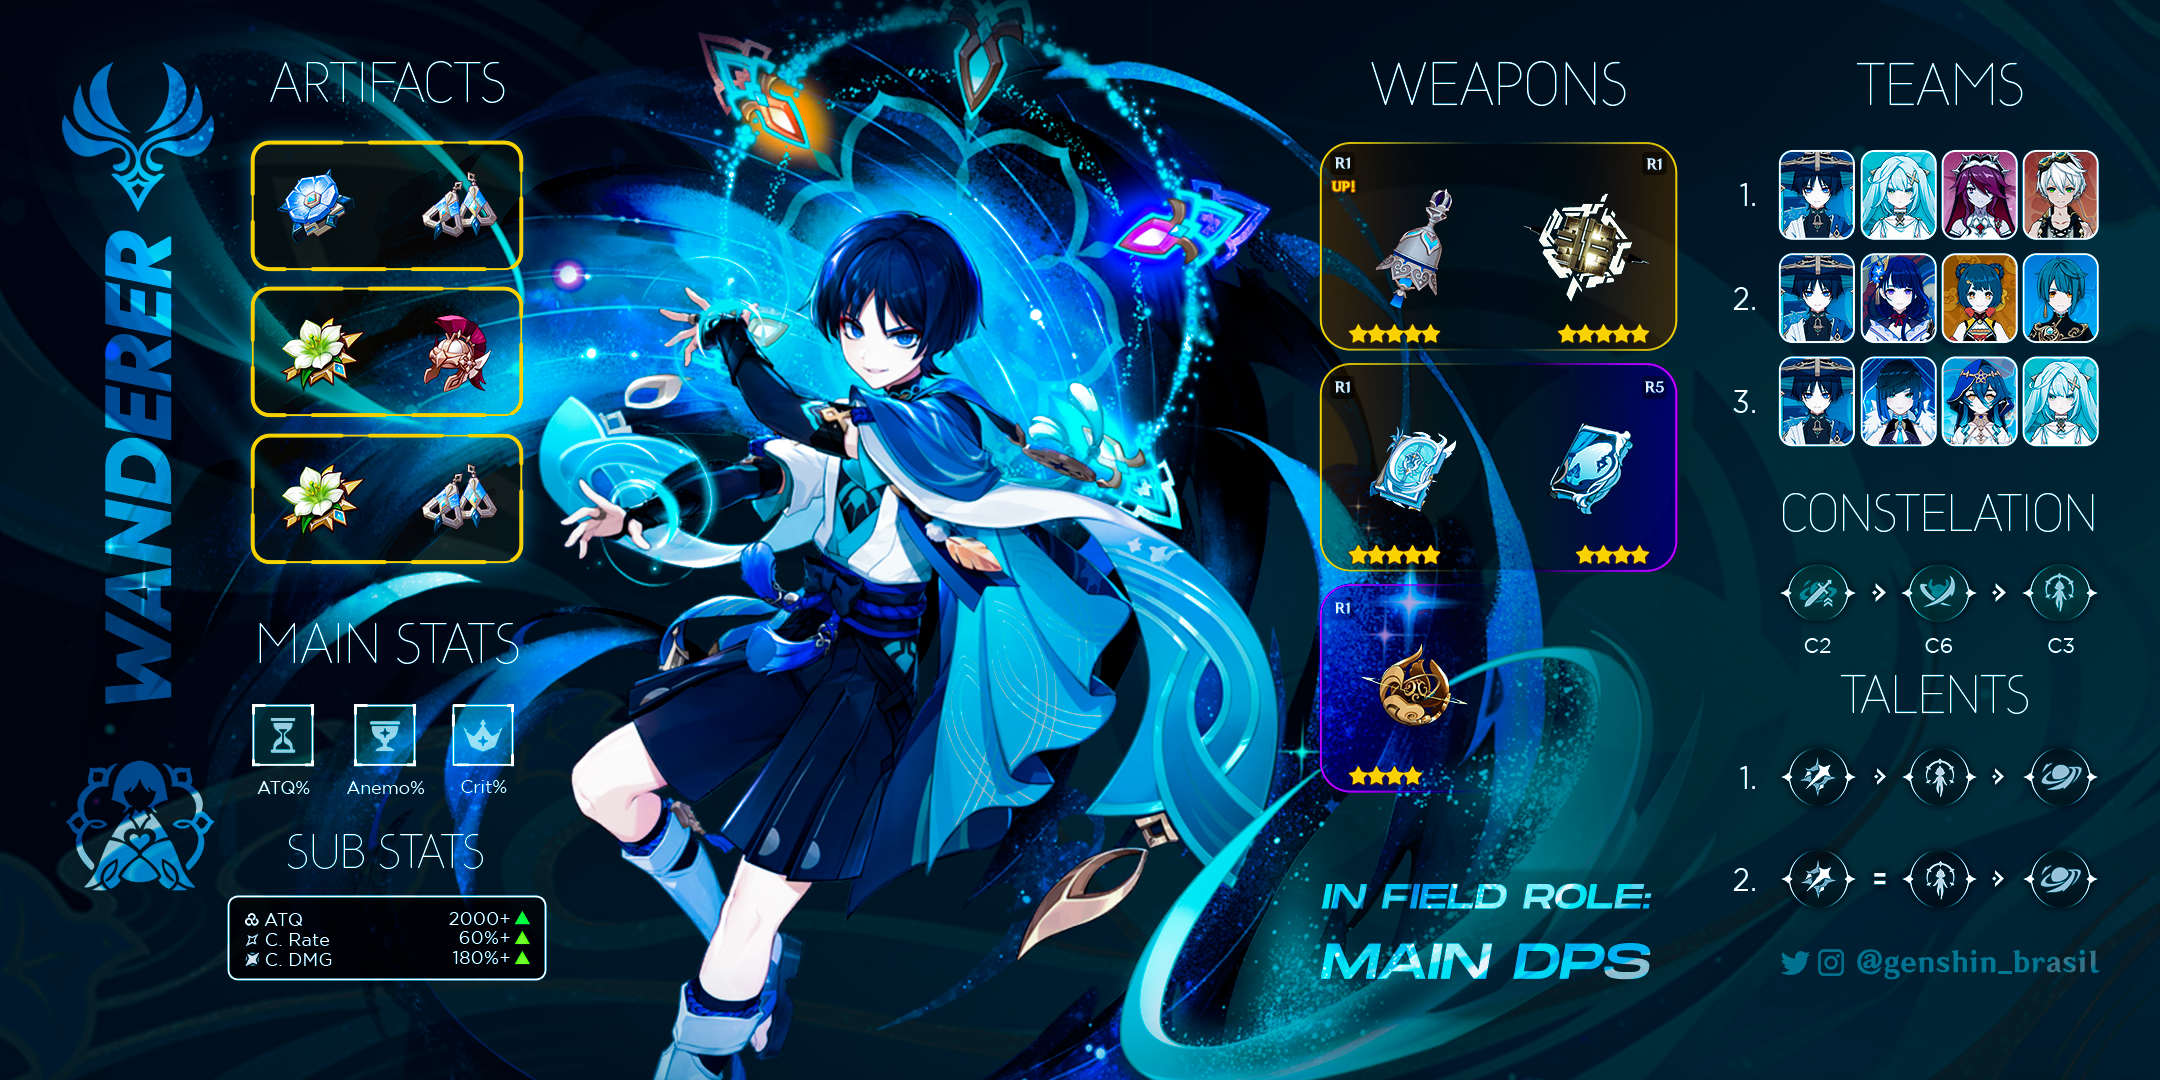 WANDERER
ARTIFACTS
MAIN STATS
ATQ%
Anemo%
Crit%
SUB STATS
ATQ 2000+
C. Rate 60%+
C. DMG 180%+
WEAPONS
R1
UP!
R1
R1
R5
R1
IN FIELD ROLE:
MAIN DPS
TEAMS
1.
2.
3.
CONSTELATION
> >
C2 C6 C3
TALENTS
1. > >
2. = >
@genshin_brasil